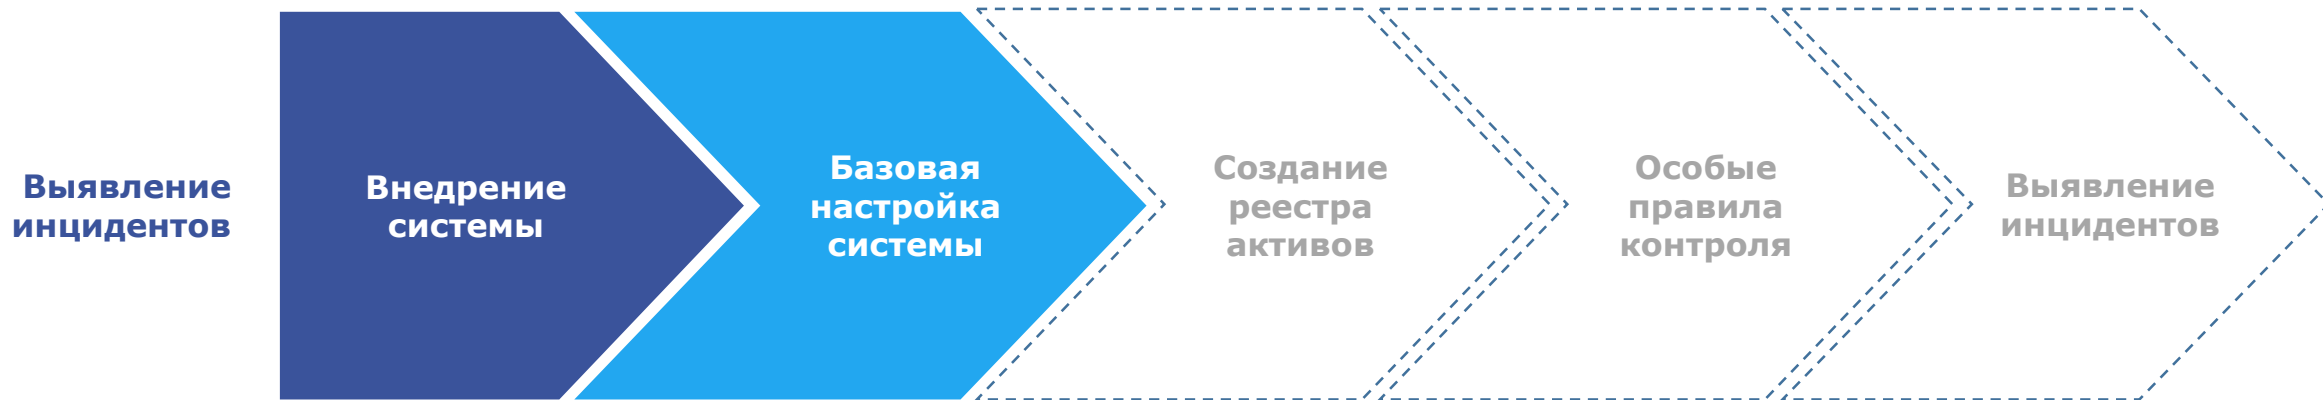 Выявление
инцидентов
Внедрение
системы
Базовая
настройка
системы
Создание
реестра
активов
Особые
правила
контроля
Выявление
инцидентов